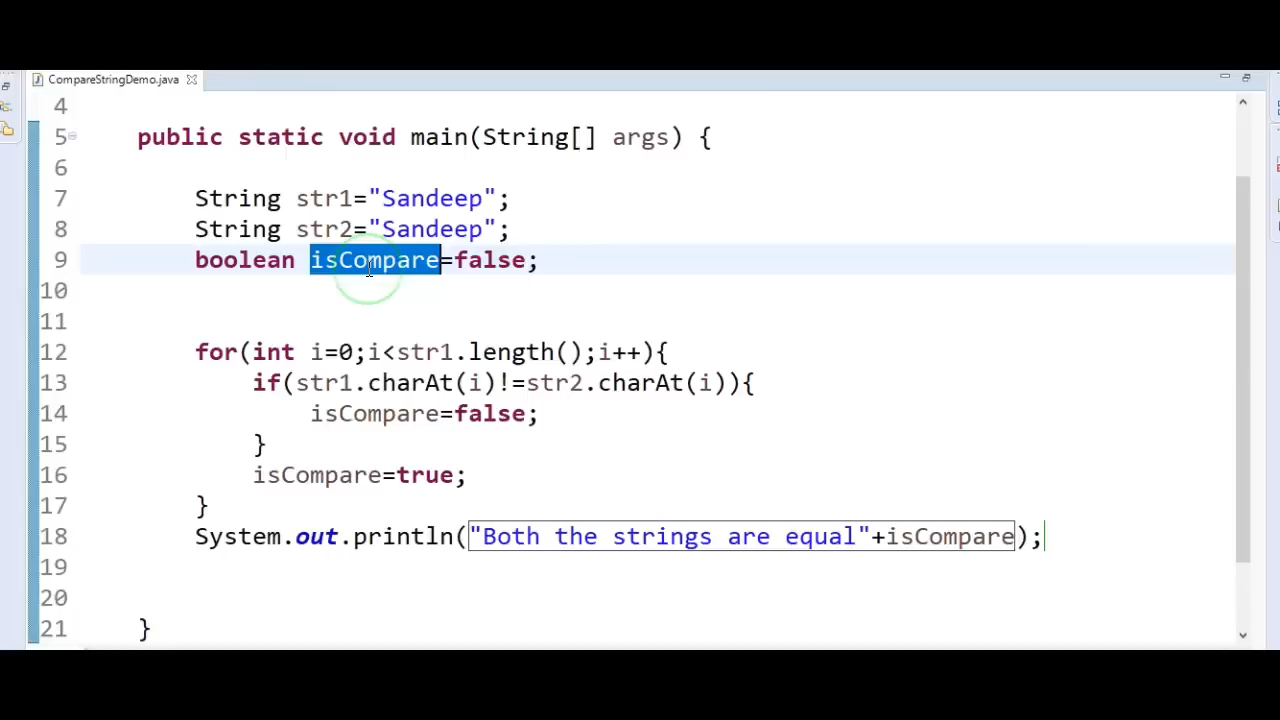 CompareStringDemo.java
4
5 public static void main(String[] args) {
6
7 String str1="Sandeep";
8 String str2="Sandeep";
9 boolean isCompare=false;
10
11
12 for(int i=0;i<str1.length();i++){
13 if(str1.charAt(i)!=str2.charAt(i)){
14 isCompare=false;
15 }
16 isCompare=true;
17 }
18 System.out.println("Both the strings are equal"+isCompare);
19
20
21 }